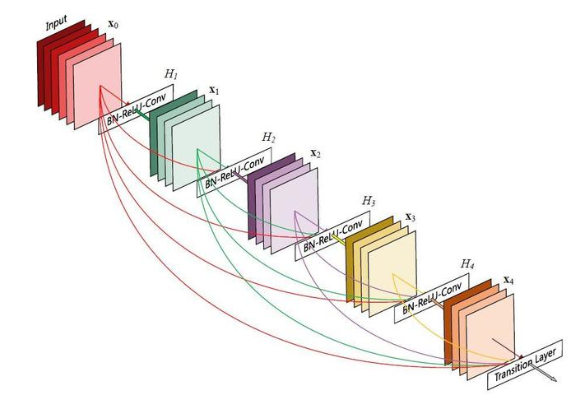 Input
x0
H1
BN-ReLU-Conv
x1
H2
BN-ReLU-Conv
x2
H3
BN-ReLU-Conv
x3
H4
BN-ReLU-Conv
x4
Transition Layer